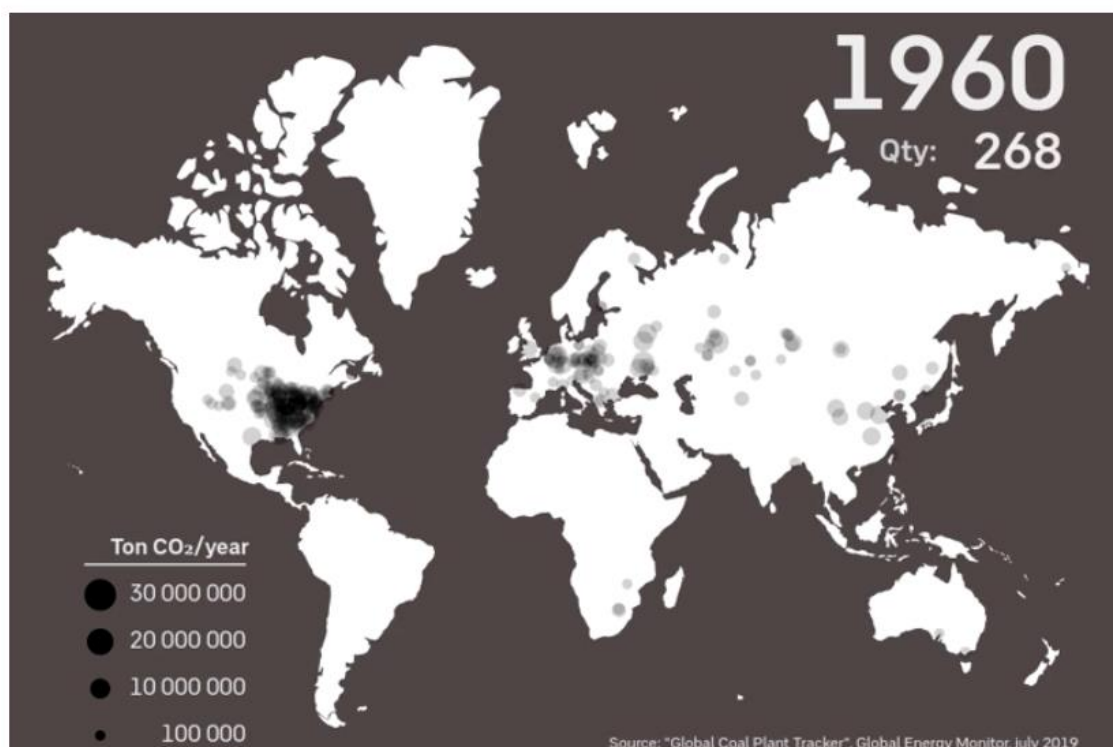 1960
Qty: 268
Ton CO₂/year
30 000 000
20 000 000
10 000 000
100 000
Source: "Global Coal Plant Tracker", Global Energy Monitor, july 2019